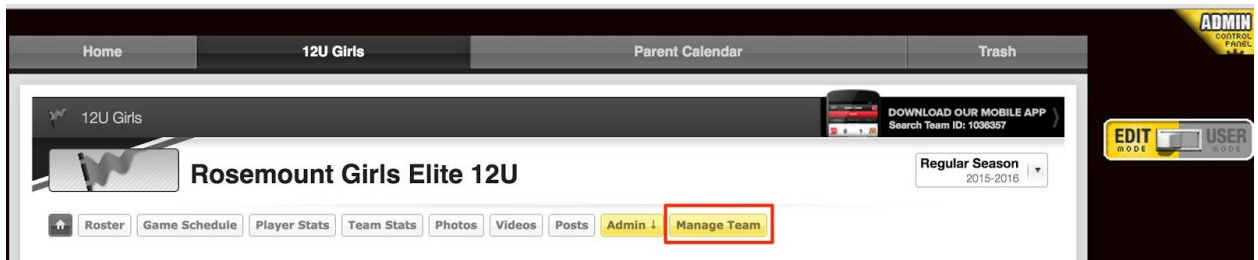 ADMIN
CONTROL
PANEL
Home 12U Girls Parent Calendar Trash
12U Girls
DOWNLOAD OUR MOBILE APP
Search Team ID: 1036357
EDIT USER
MODE MODE
Rosemount Girls Elite 12U
Regular Season
2015-2016
Roster Game Schedule Player Stats Team Stats Photos Videos Posts Admin ↓ Manage Team